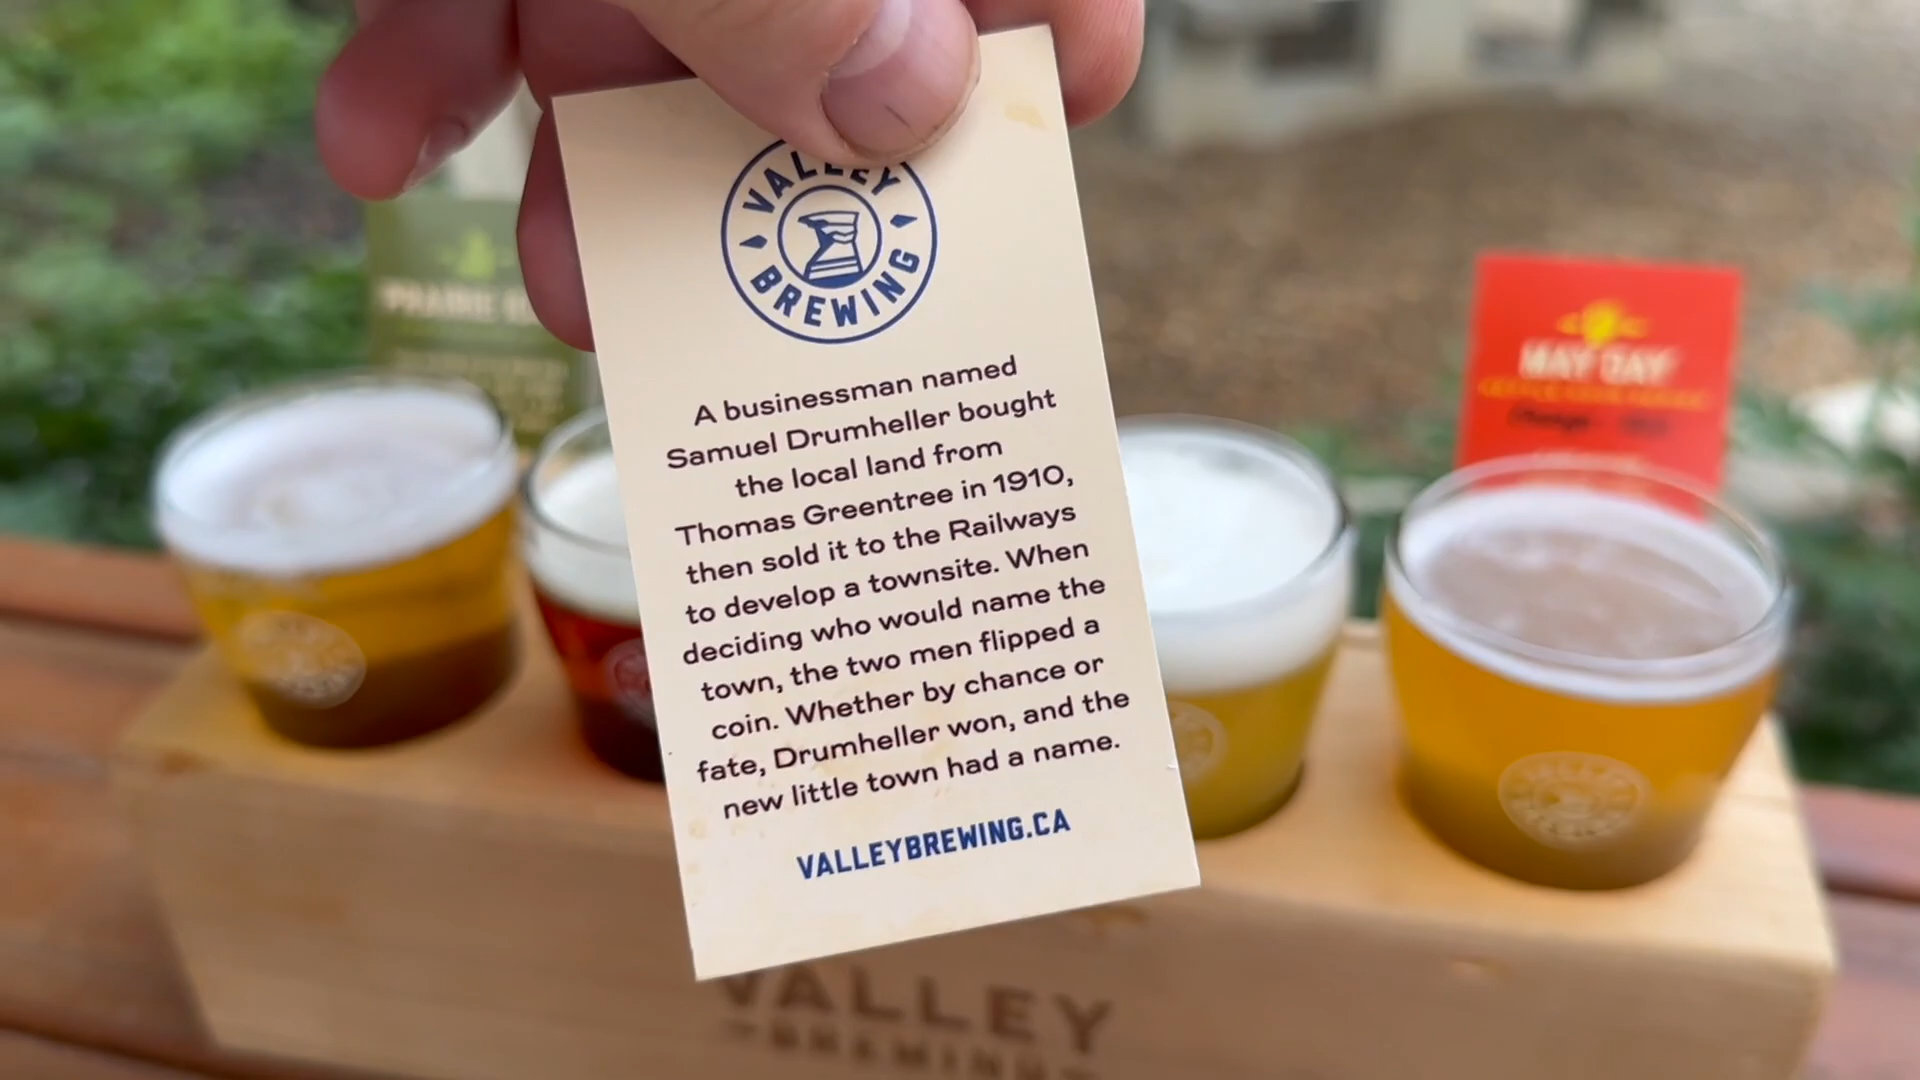 VALLEY
BREWING
A businessman named
Samuel Drumheller bought
the local land from
Thomas Greentree in 1910,
then sold it to the Railways
to develop a townsite. When
deciding who would name the
town, the two men flipped a
coin. Whether by chance or
fate, Drumheller won, and the
new little town had a name.
VALLEYBREWING.CA
PRAIRIE
MAY DAY
VALLEY
BREWING